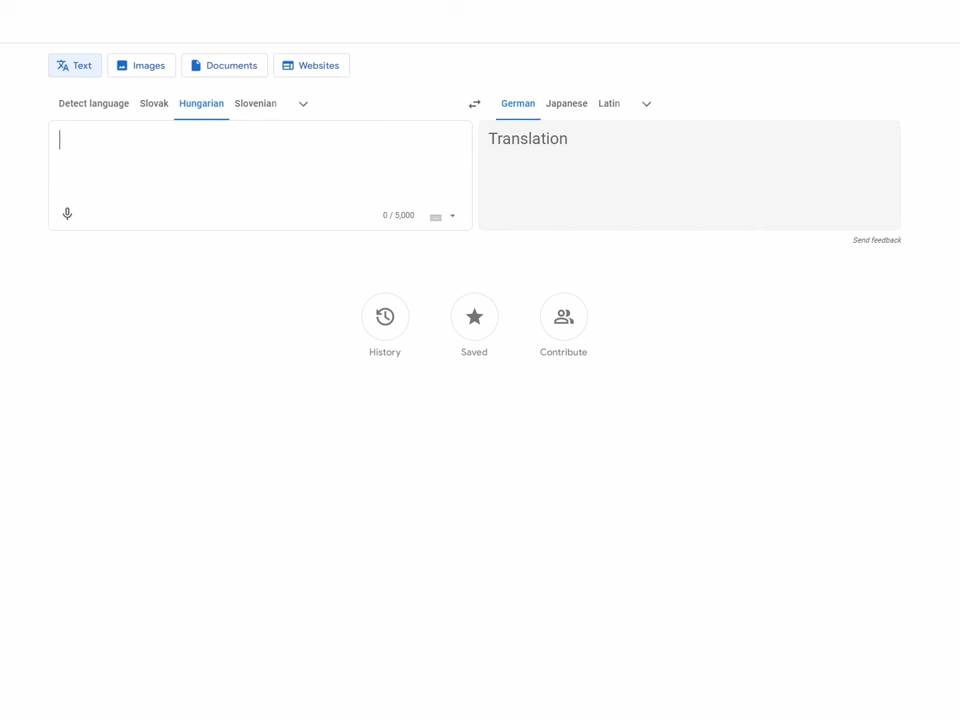 Text Images Documents Websites
Detect language Slovak Hungarian Slovenian German Japanese Latin
Translation
0 / 5,000
Send feedback
History Saved Contribute